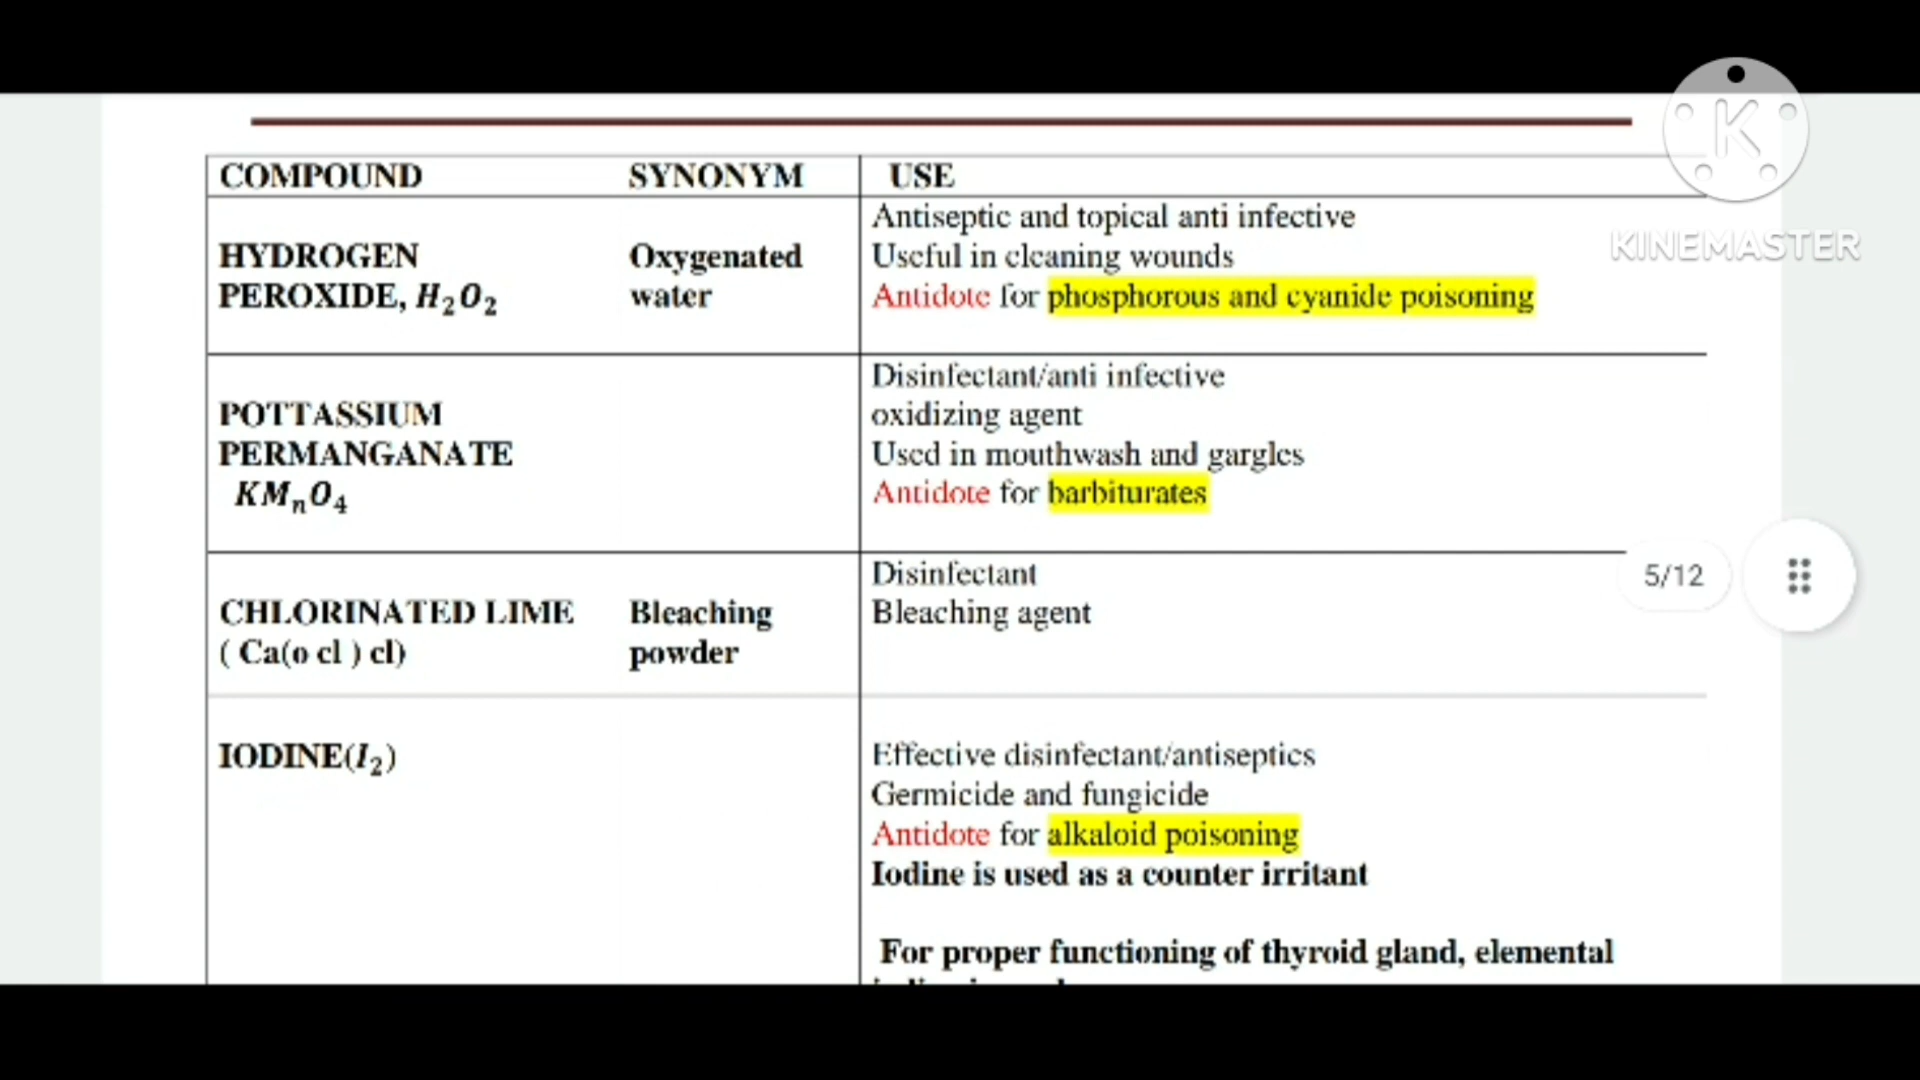 COMPOUND SYNONYM USE
HYDROGEN
PEROXIDE, H₂O₂
Oxygenated
water
Antiseptic and topical anti infective
Useful in cleaning wounds
Antidote for phosphorous and cyanide poisoning
POTTASSIUM
PERMANGANATE
KMₙO₄
Disinfectant/anti infective
oxidizing agent
Used in mouthwash and gargles
Antidote for barbiturates
CHLORINATED LIME
( Ca(o cl ) cl)
Bleaching
powder
Disinfectant
Bleaching agent
IODINE(I₂)
Effective disinfectant/antiseptics
Germicide and fungicide
Antidote for alkaloid poisoning
Iodine is used as a counter irritant
For proper functioning of thyroid gland, elemental
5/12
K
KINEMASTER